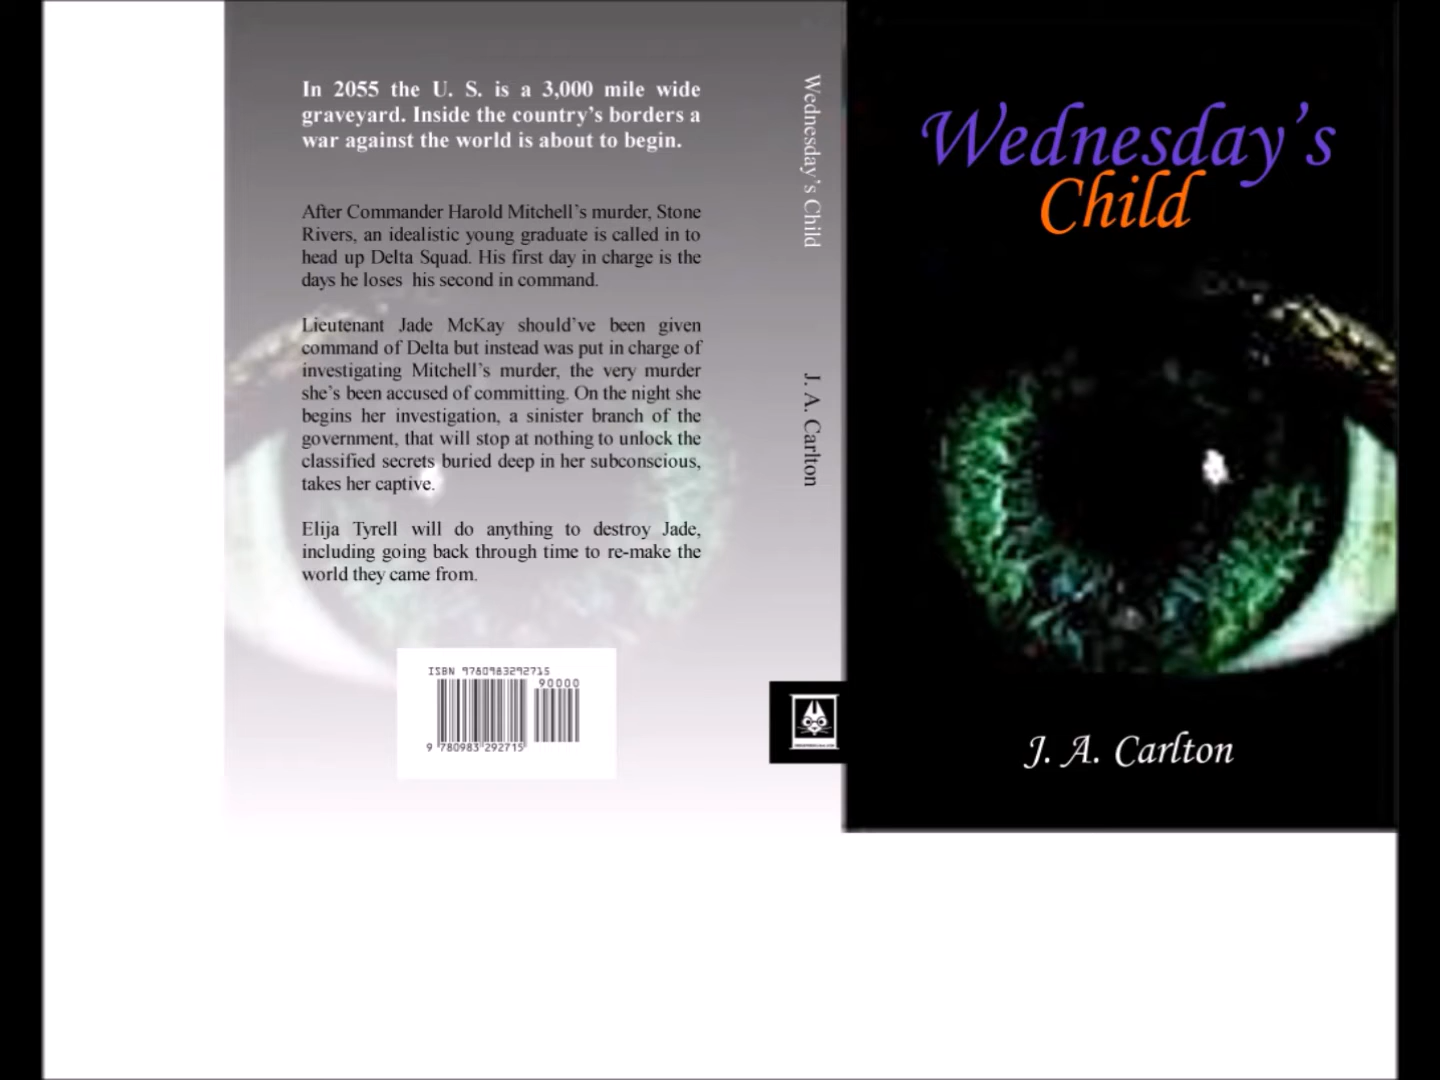 In 2055 the U. S. is a 3,000 mile wide
graveyard. Inside the country's borders a
war against the world is about to begin.
After Commander Harold Mitchell's murder, Stone
Rivers, an idealistic young graduate is called in to
head up Delta Squad. His first day in charge is the
days he loses his second in command.
Lieutenant Jade McKay should've been given
command of Delta but instead was put in charge of
investigating Mitchell's murder, the very murder
she's been accused of committing. On the night she
begins her investigation, a sinister branch of the
government, that will stop at nothing to unlock the
classified secrets buried deep in her subconscious,
takes her captive.
Elija Tyrell will do anything to destroy Jade,
including going back through time to re-make the
world they came from.
ISBN 9780983292715
90000
9 780983 292715
Wednesday's Child
J. A. Carlton
Wednesday's
Child
J. A. Carlton